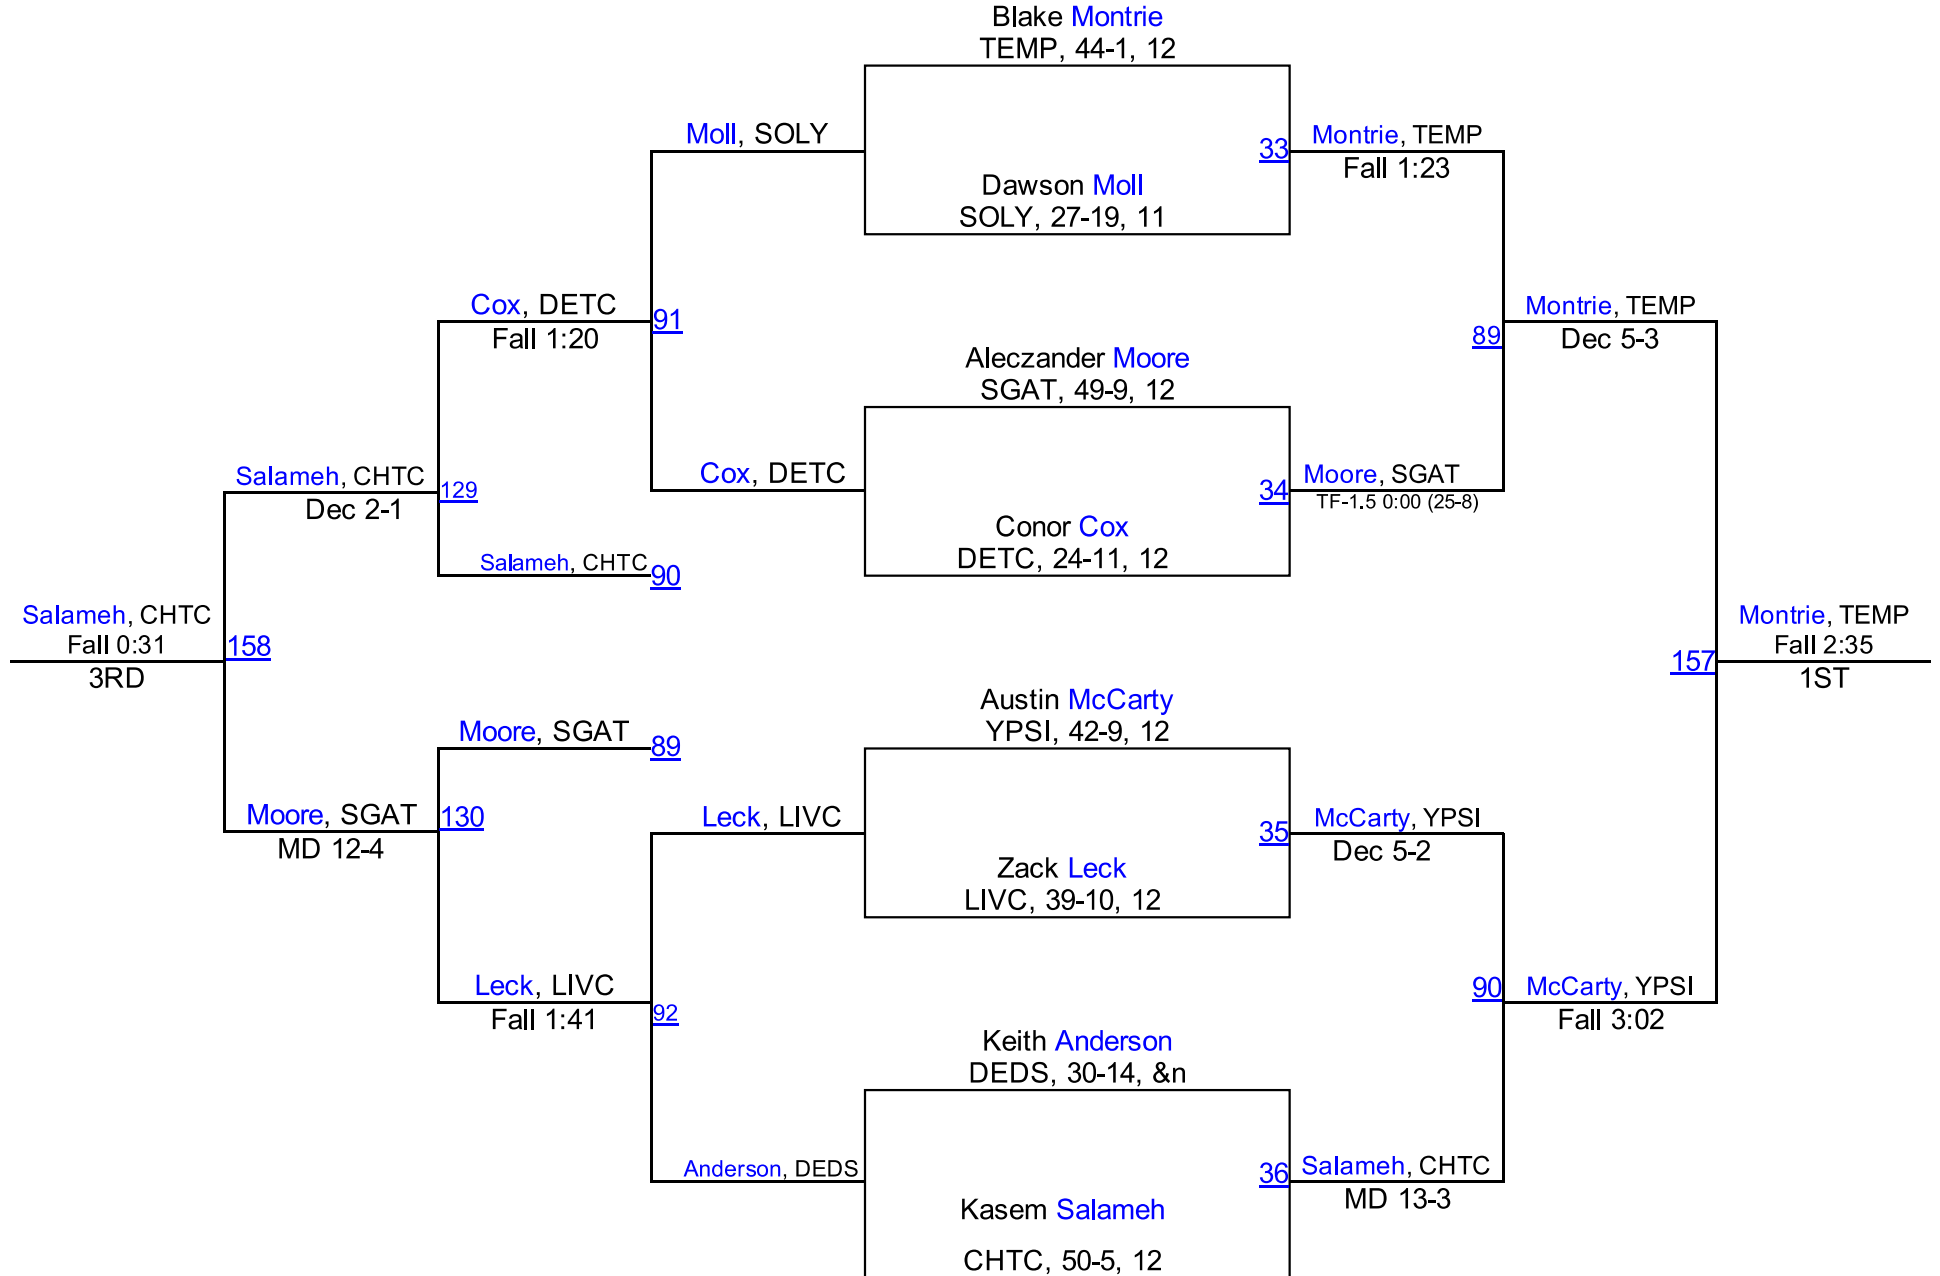 Blake Montrie
TEMP, 44-1, 12
Moll, SOLY
33
Montrie, TEMP
Fall 1:23
Dawson Moll
SOLY, 27-19, 11
Cox, DETC
Fall 1:20
91
Montrie, TEMP
Dec 5-3
89
Aleczander Moore
SGAT, 49-9, 12
Salameh, CHTC
Dec 2-1
129
Cox, DETC
34
Moore, SGAT
TF-1.5 0:00 (25-8)
Conor Cox
DETC, 24-11, 12
Salameh, CHTC
90
Salameh, CHTC
Fall 0:31
3RD
158
Montrie, TEMP
Fall 2:35
1ST
157
Austin McCarty
YPSI, 42-9, 12
Moore, SGAT
89
Moore, SGAT
MD 12-4
130
Leck, LIVC
35
McCarty, YPSI
Dec 5-2
Zack Leck
LIVC, 39-10, 12
Leck, LIVC
Fall 1:41
92
90
McCarty, YPSI
Fall 3:02
Keith Anderson
DEDS, 30-14, &n
Anderson, DEDS
36
Salameh, CHTC
MD 13-3
Kasem Salameh
CHTC, 50-5, 12